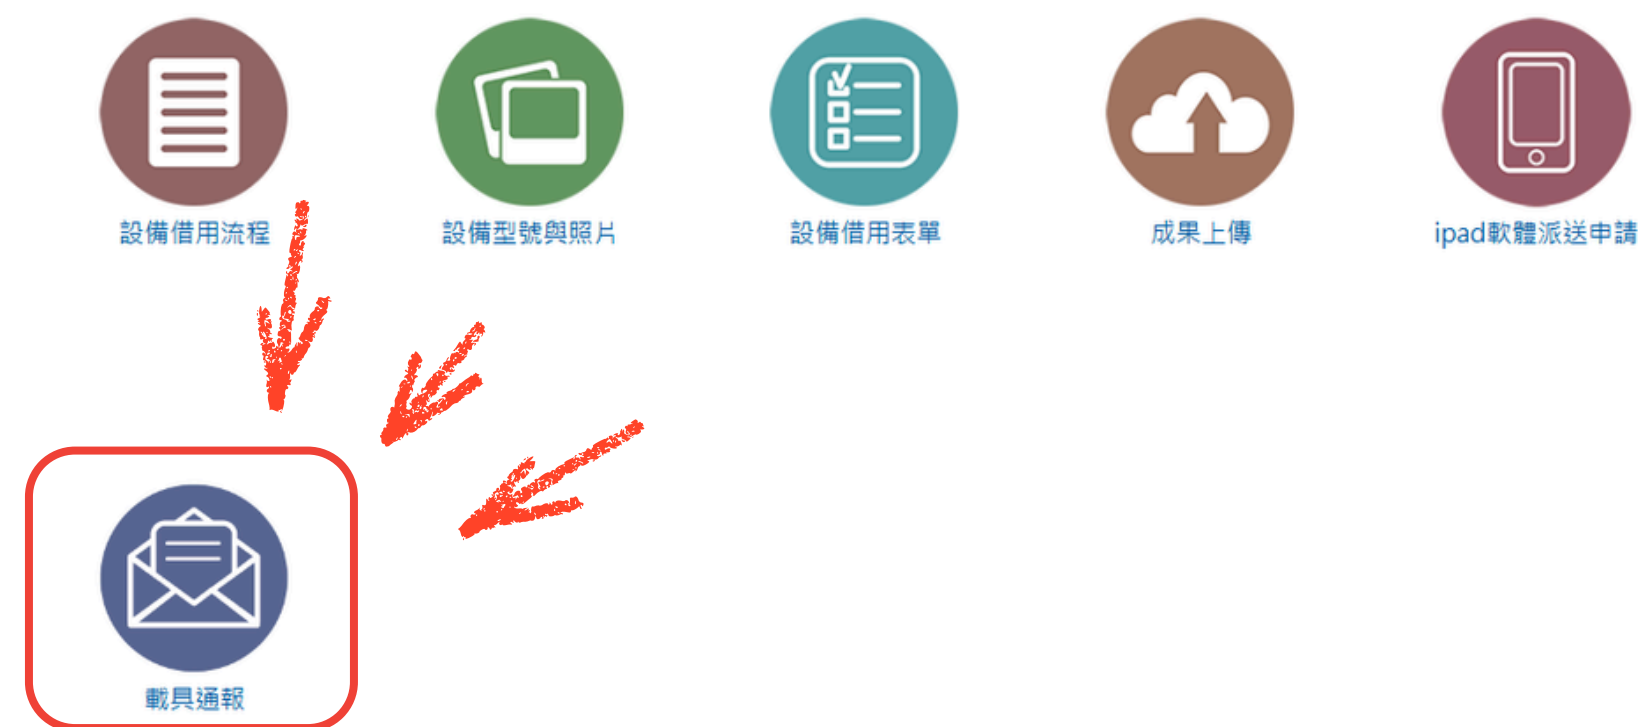 設備借用流程
設備型號與照片
設備借用表單
成果上傳
ipad軟體派送申請
載具通報